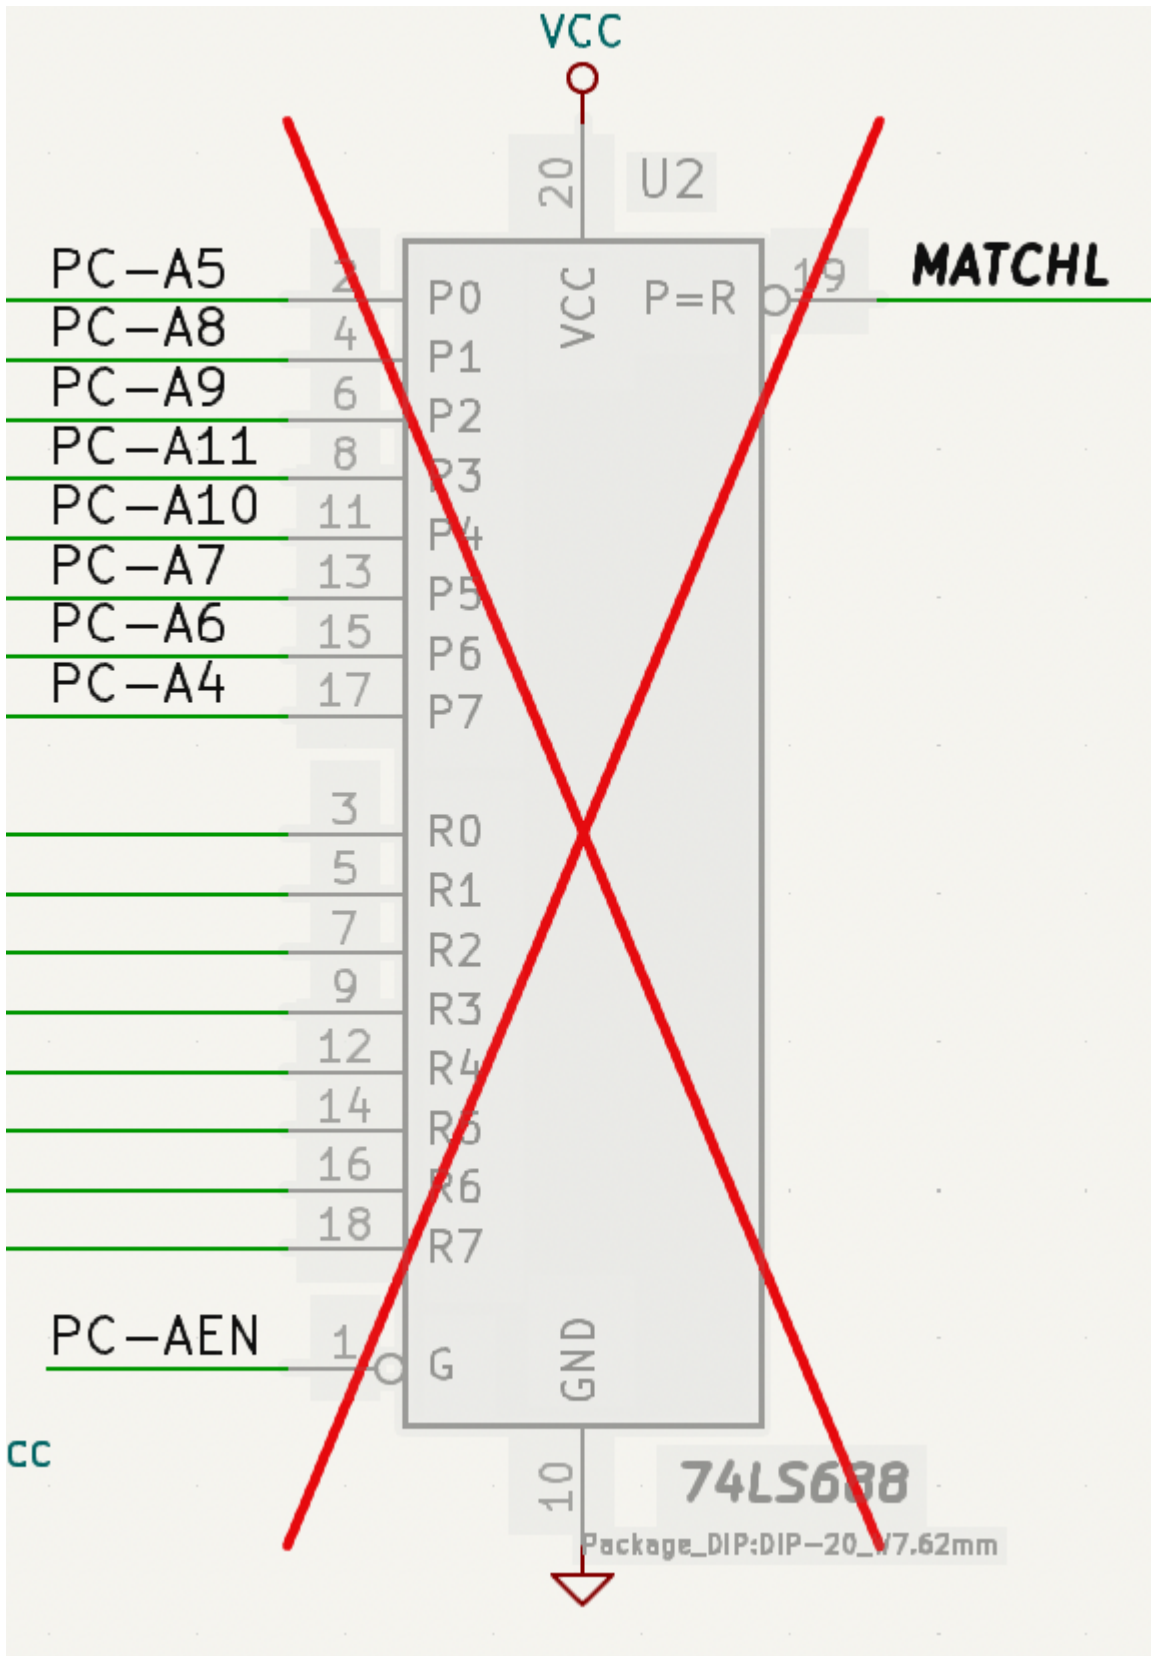 VCC
20 U2
PC-A5 2 P0 VCC P=R 19 MATCHL
PC-A8 4 P1
PC-A9 6 P2
PC-A11 8 P3
PC-A10 11 P4
PC-A7 13 P5
PC-A6 15 P6
PC-A4 17 P7
3 R0
5 R1
7 R2
9 R3
12 R4
14 R5
16 R6
18 R7
PC-AEN 1 G GND
CC
10 74LS688
Package_DIP:DIP-20_W7.62mm